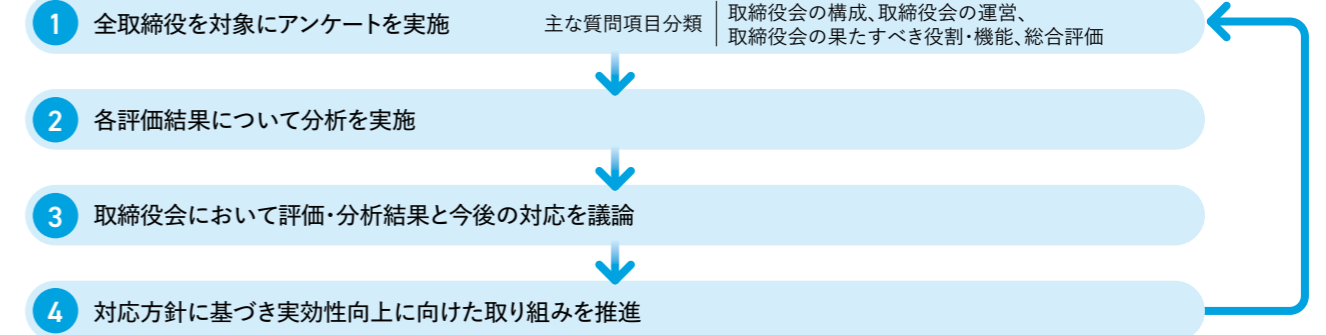 1 全取締役を対象にアンケートを実施 主な質問項目分類 取締役会の構成、取締役会の運営、
取締役会の果たすべき役割・機能、総合評価
2 各評価結果について分析を実施
3 取締役会において評価・分析結果と今後の対応を議論
4 対応方針に基づき実効性向上に向けた取り組みを推進